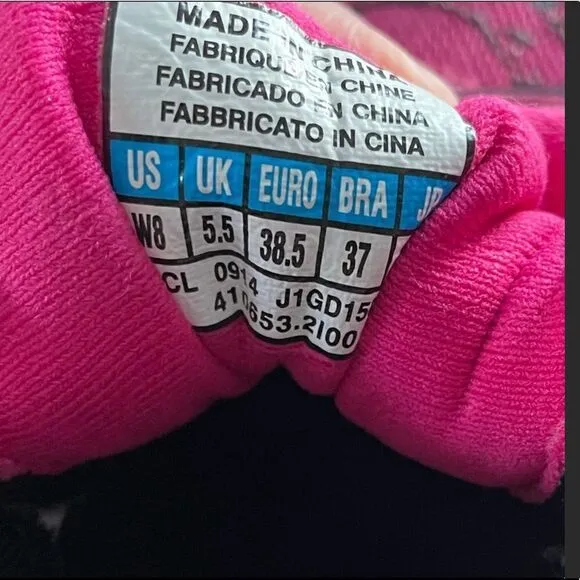 MADE IN CHINA
FABRIQUE EN CHINE
FABRICADO EN CHINA
FABBRICATO IN CINA
US UK EURO BRA JP
W8 5.5 38.5 37
CL 0914 J1GD15
410653-2100